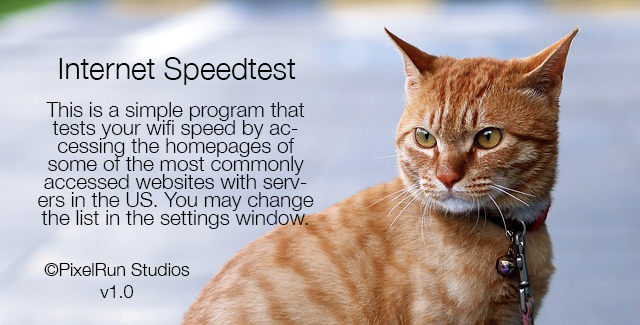 Internet Speedtest
This is a simple program that
tests your wifi speed by ac-
cessing the homepages of
some of the most commonly
accessed websites with serv-
ers in the US. You may change
the list in the settings window.
©PixelRun Studios
v1.0